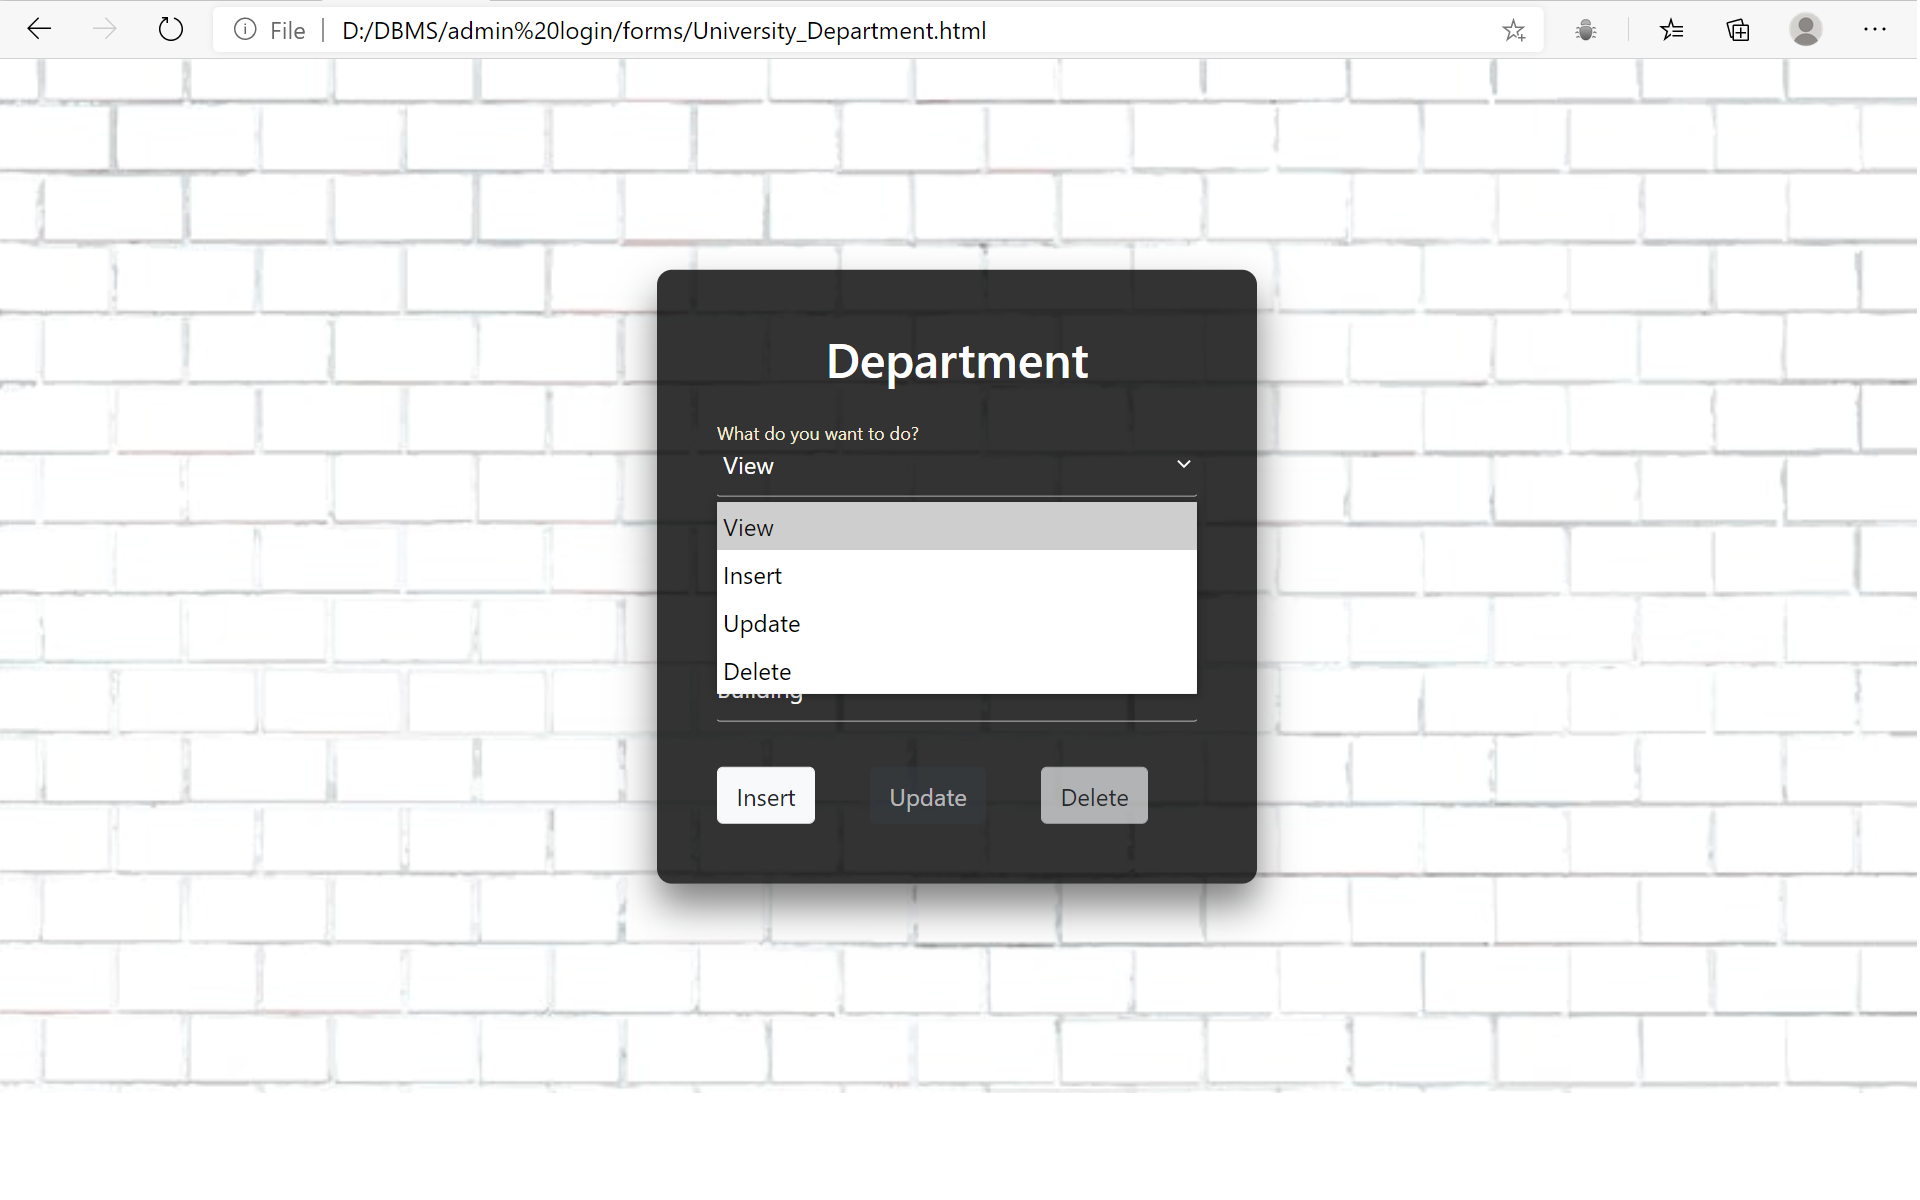 File D:/DBMS/admin%20login/forms/University_Department.html
Department
What do you want to do?
View
View
Insert
Update
Delete
Building
Insert Update Delete